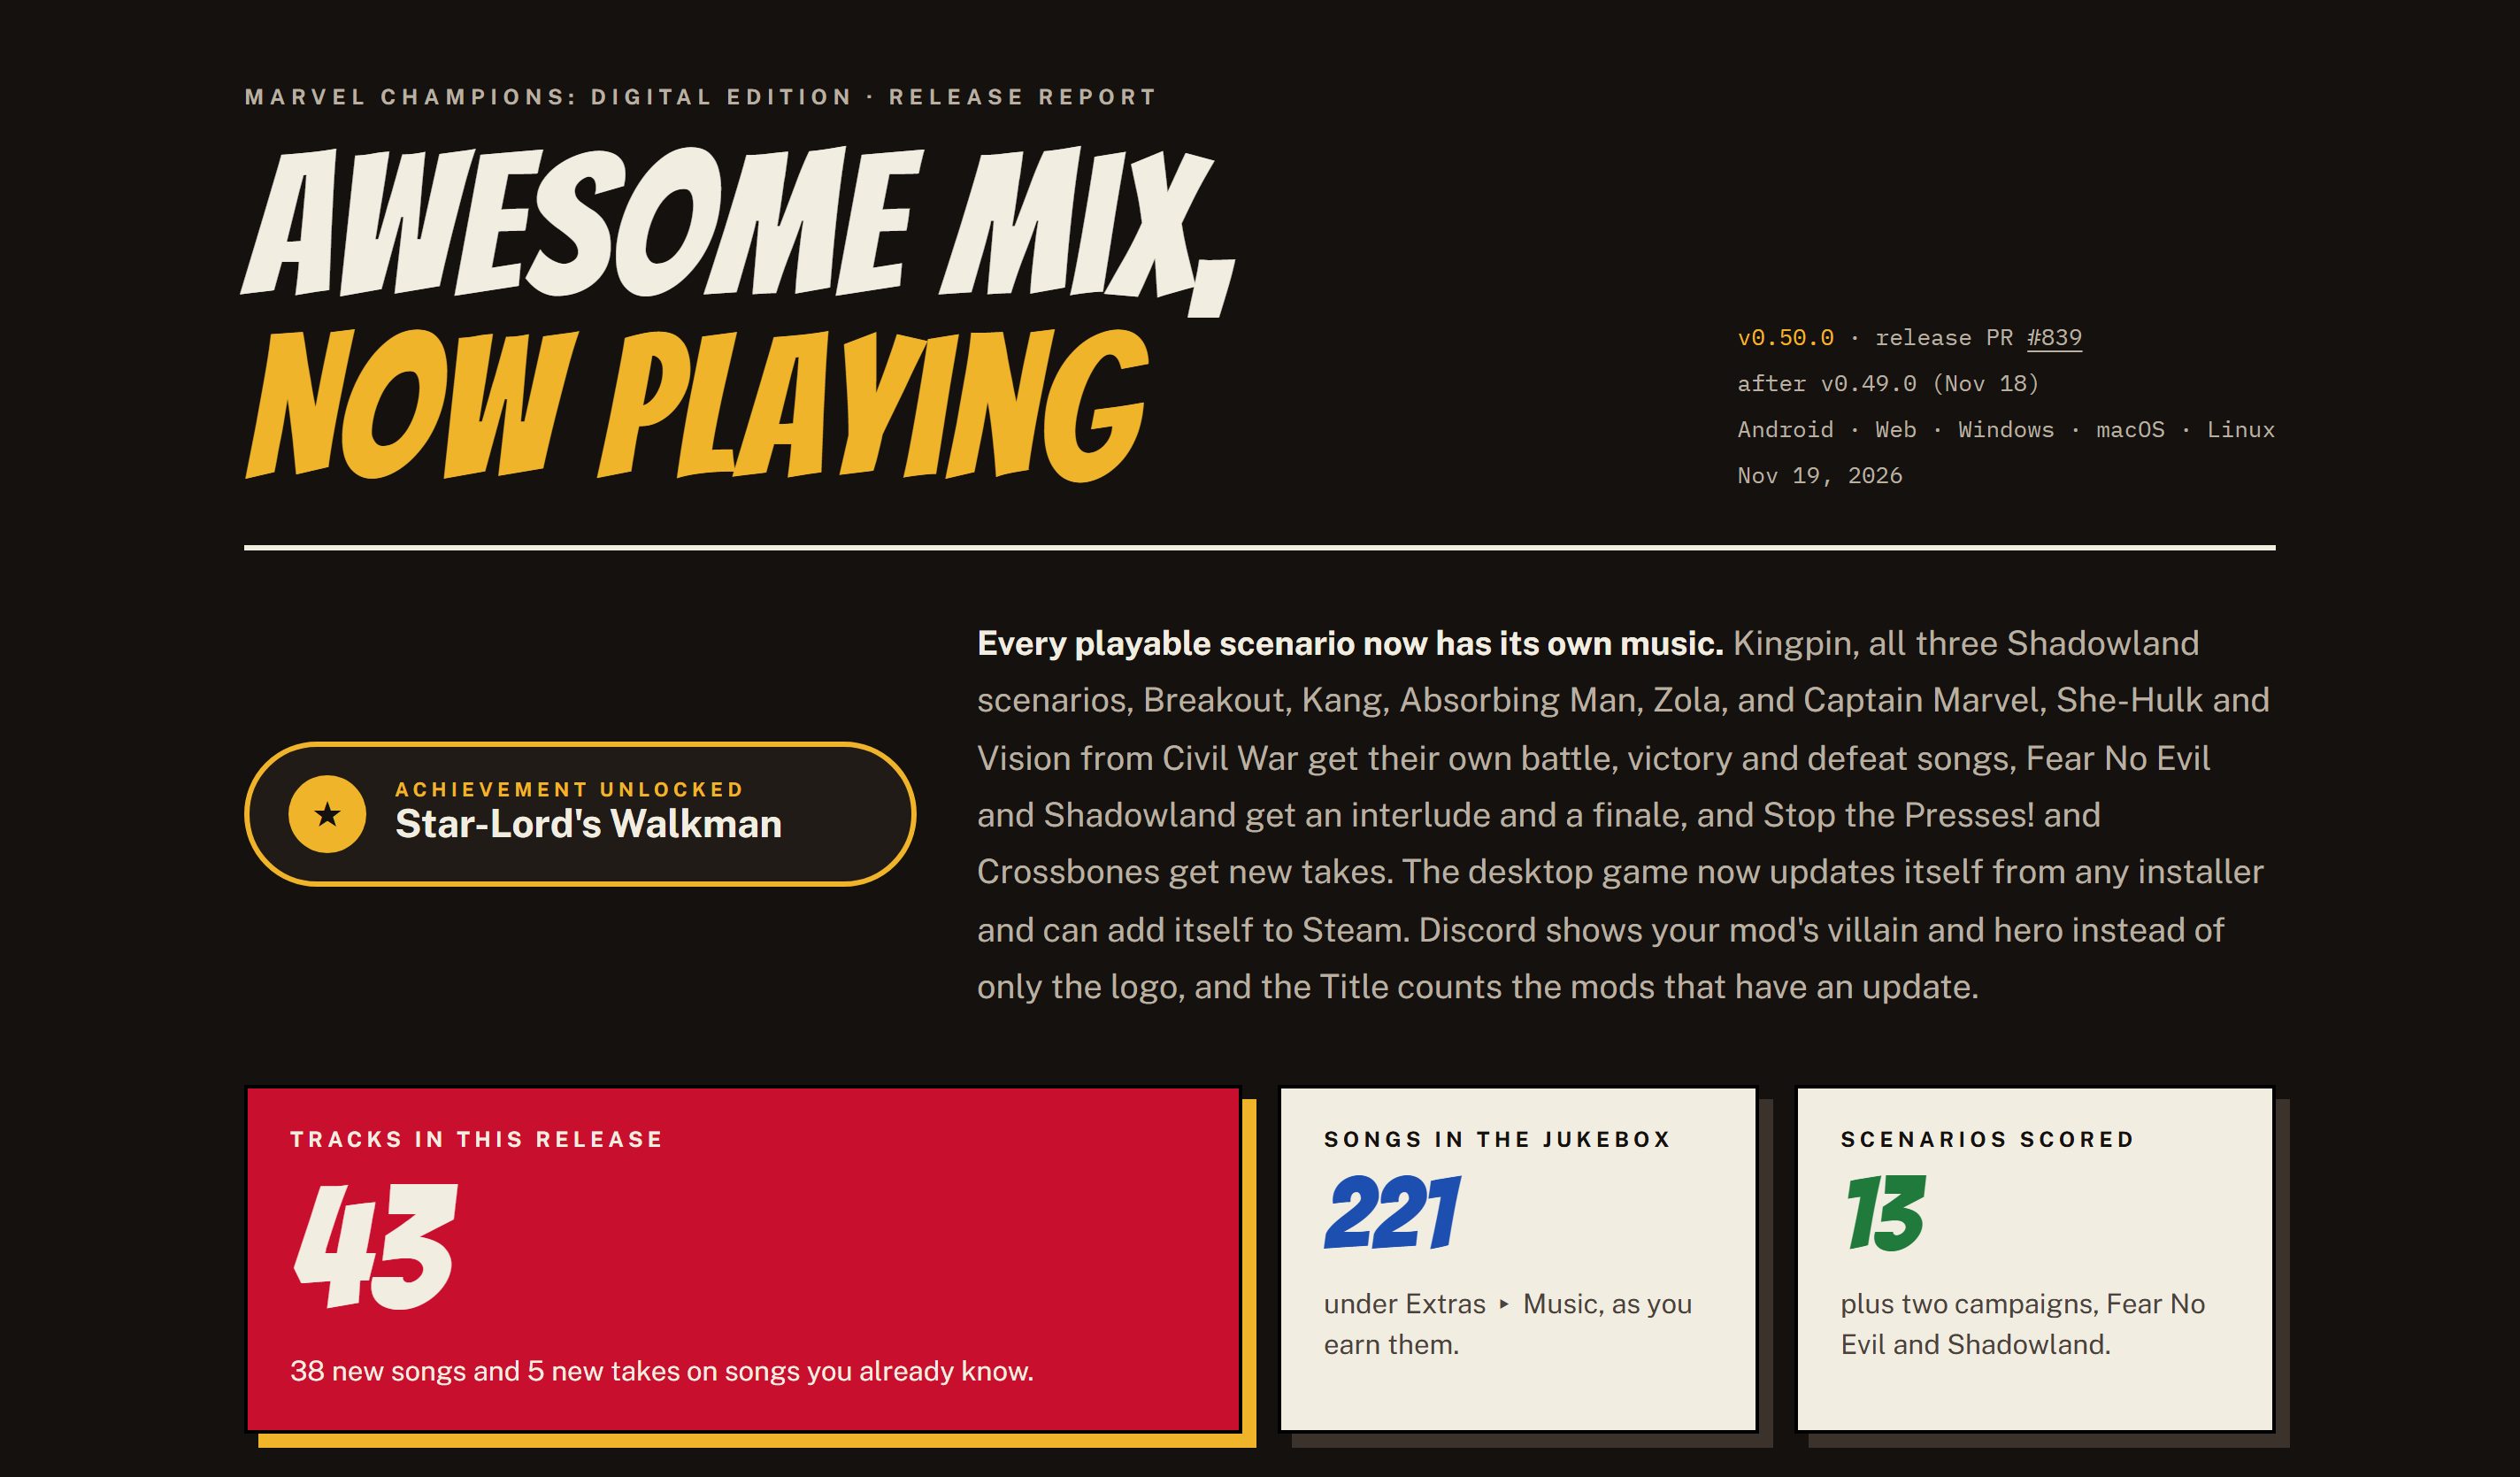 MARVEL CHAMPIONS: DIGITAL EDITION · RELEASE REPORT
AWESOME MIX,
NOW PLAYING
v0.50.0 · release PR #839
after v0.49.0 (Nov 18)
Android · Web · Windows · macOS · Linux
Nov 19, 2026
ACHIEVEMENT UNLOCKED
★ Star-Lord's Walkman
Every playable scenario now has its own music. Kingpin, all three Shadowland
scenarios, Breakout, Kang, Absorbing Man, Zola, and Captain Marvel, She-Hulk and
Vision from Civil War get their own battle, victory and defeat songs, Fear No Evil
and Shadowland get an interlude and a finale, and Stop the Presses! and
Crossbones get new takes. The desktop game now updates itself from any installer
and can add itself to Steam. Discord shows your mod's villain and hero instead of
only the logo, and the Title counts the mods that have an update.
TRACKS IN THIS RELEASE
43
38 new songs and 5 new takes on songs you already know.
SONGS IN THE JUKEBOX
221
under Extras ‣ Music, as you
earn them.
SCENARIOS SCORED
13
plus two campaigns, Fear No
Evil and Shadowland.